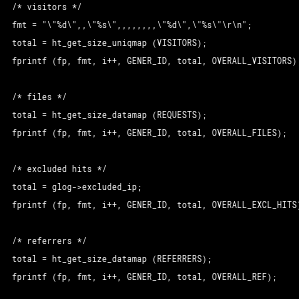 /* visitors */
fmt = "\"%d\",,\"%s\",,,,,,,,\"%d\",\"%s\"\r\n";
total = ht_get_size_uniqmap (VISITORS);
fprintf (fp, fmt, i++, GENER_ID, total, OVERALL_VISITORS)
/* files */
total = ht_get_size_datamap (REQUESTS);
fprintf (fp, fmt, i++, GENER_ID, total, OVERALL_FILES);
/* excluded hits */
total = glog->excluded_ip;
fprintf (fp, fmt, i++, GENER_ID, total, OVERALL_EXCL_HITS)
/* referrers */
total = ht_get_size_datamap (REFERRERS);
fprintf (fp, fmt, i++, GENER_ID, total, OVERALL_REF);